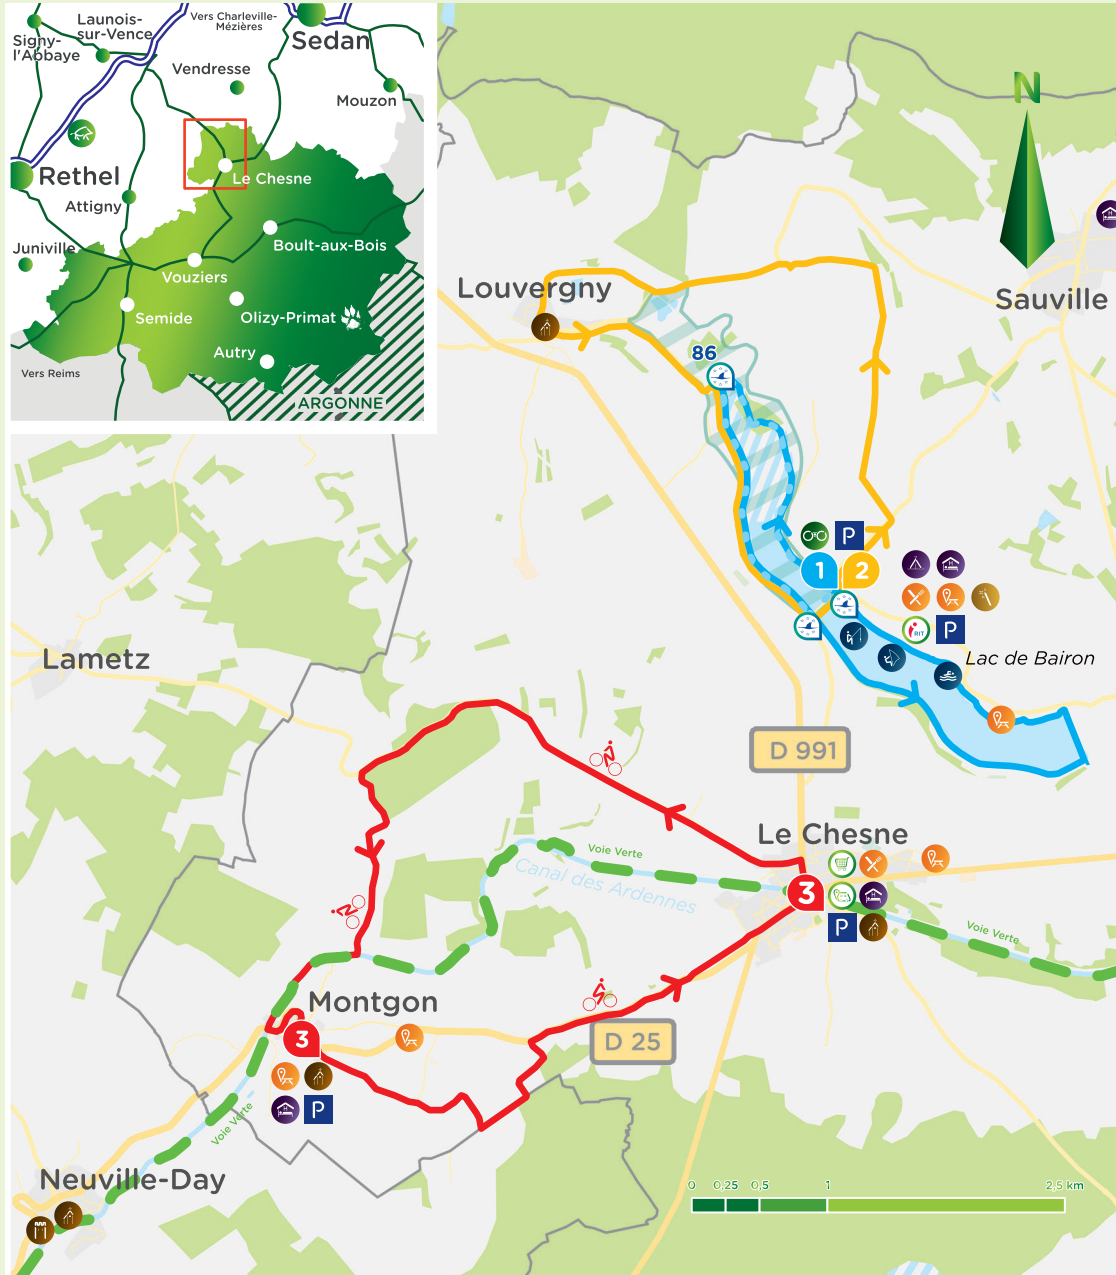 Launois-
sur-Vence
Vers Charleville-
Mézières
Signy-
l'Abbaye
Sedan
Vendresse
Mouzon
Rethel
Le Chesne
Attigny
Juniville
Boult-aux-Bois
Vouziers
Semide
Olizy-Primat
Autry
Vers Reims
ARGONNE
N
Louvergny
Sauville
86
P
1
2
RIT
P
Lac de Bairon
Lametz
D 991
Le Chesne
Voie Verte
Canal des Ardennes
3
P
Voie Verte
Montgon
3
D 25
P
Voie Verte
Neuville-Day
0 0,25 0,5 1 2,5 km